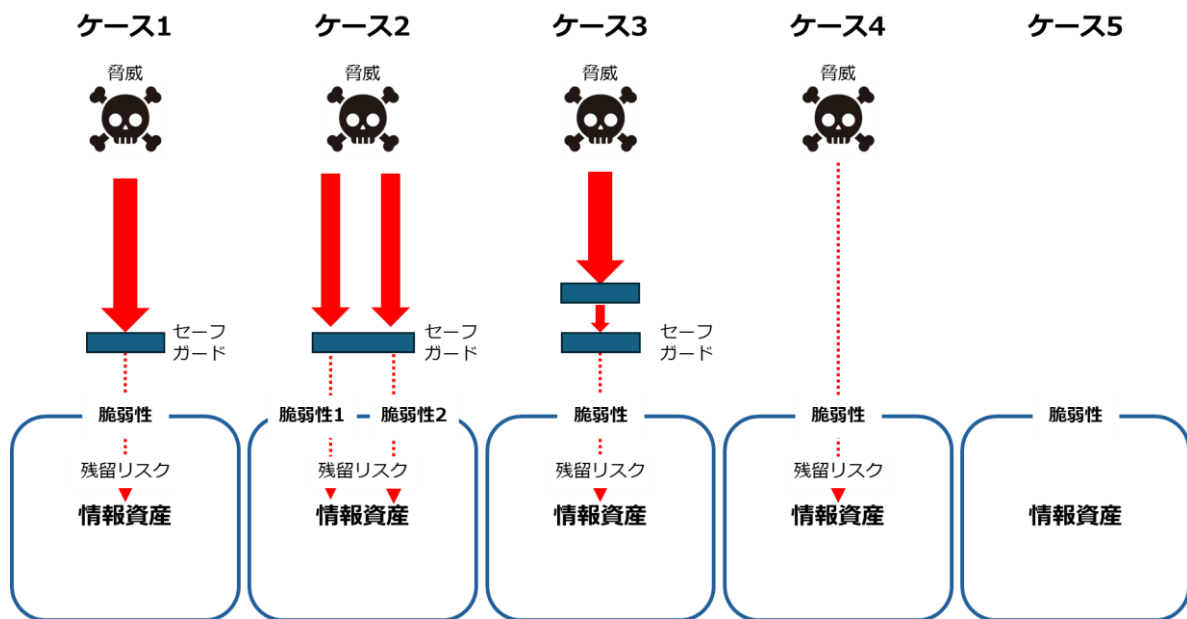 ケース1 ケース2 ケース3 ケース4 ケース5
脅威 脅威 脅威 脅威
セーフ セーフ セーフ
ガード ガード ガード
脆弱性 脆弱性1 脆弱性2 脆弱性 脆弱性 脆弱性
残留リスク 残留リスク 残留リスク 残留リスク
情報資産 情報資産 情報資産 情報資産 情報資産